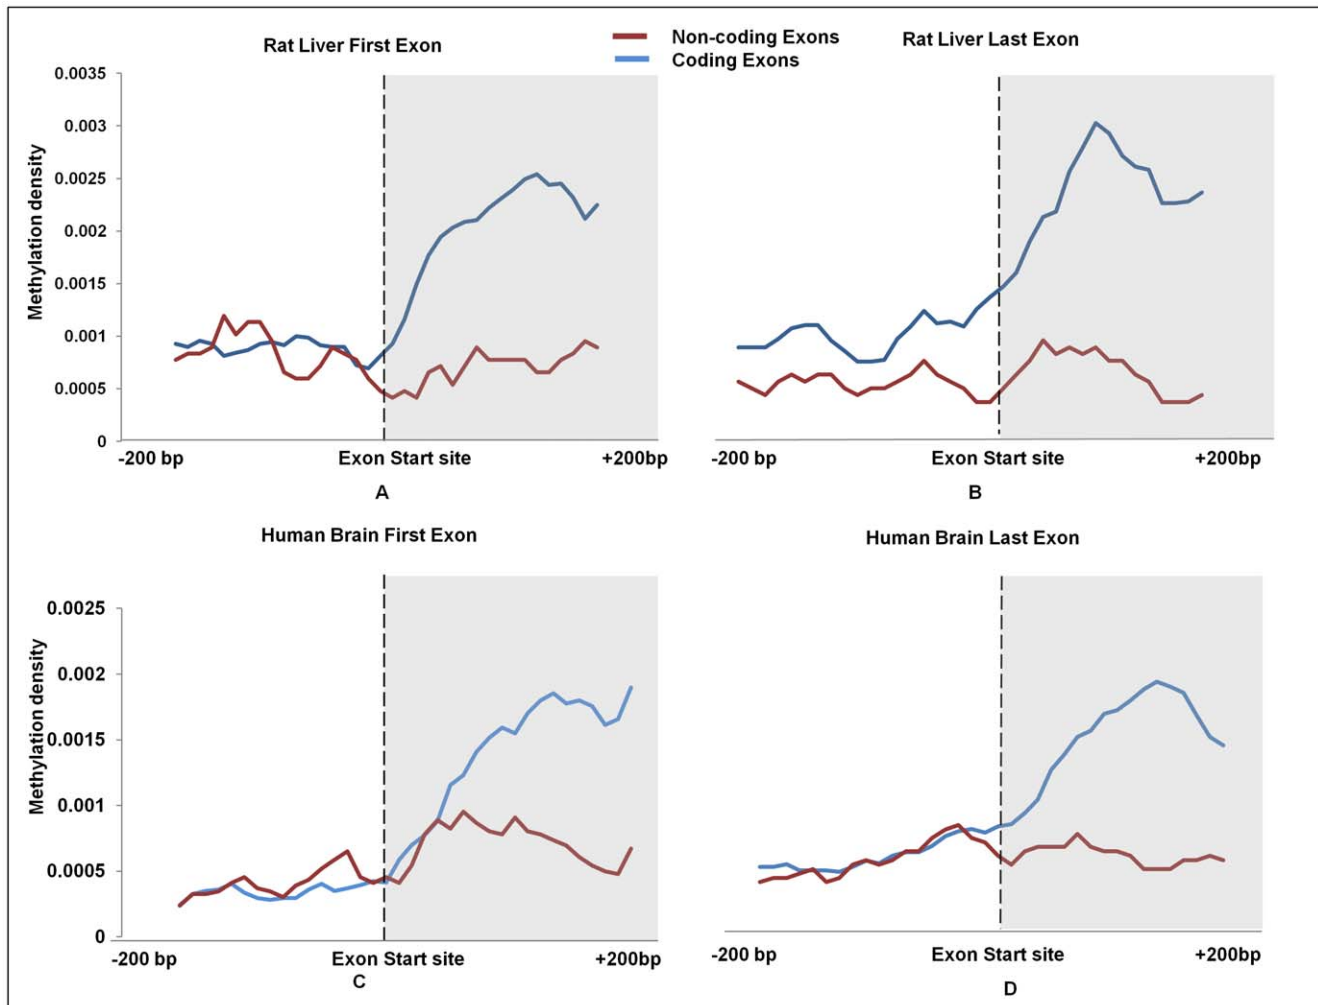 Rat Liver First Exon
Non-coding Exons
Coding Exons
Rat Liver Last Exon
Methylation density
0.0035
0.003
0.0025
0.002
0.0015
0.001
0.0005
0
-200 bp
Exon Start site
+200bp
A
-200 bp
Exon Start site
+200bp
B
Human Brain First Exon
Human Brain Last Exon
Methylation density
0.0025
0.002
0.0015
0.001
0.0005
0
-200 bp
Exon Start site
+200bp
C
-200 bp
Exon Start site
+200bp
D